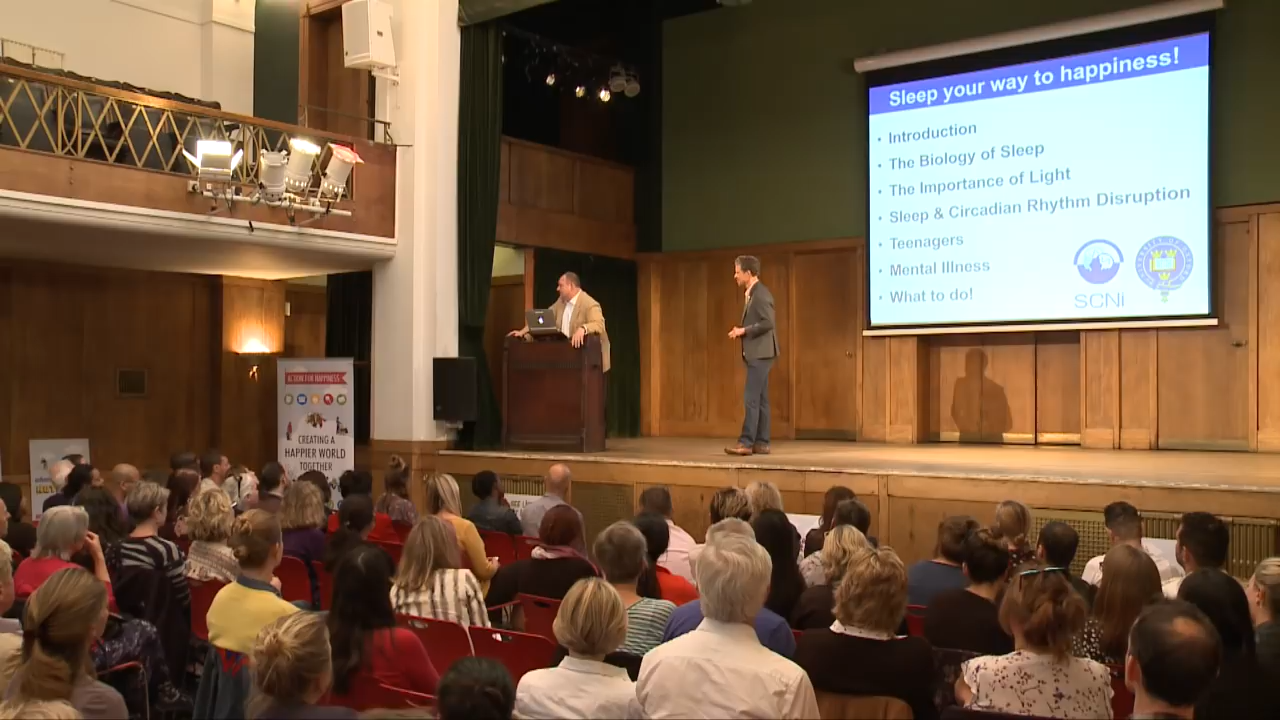 Sleep your way to happiness!
• Introduction
• The Biology of Sleep
• The Importance of Light
• Sleep & Circadian Rhythm Disruption
• Teenagers
• Mental Illness
• What to do!
SCNi
ACTION FOR HAPPINESS
CREATING A
HAPPIER WORLD
TOGETHER